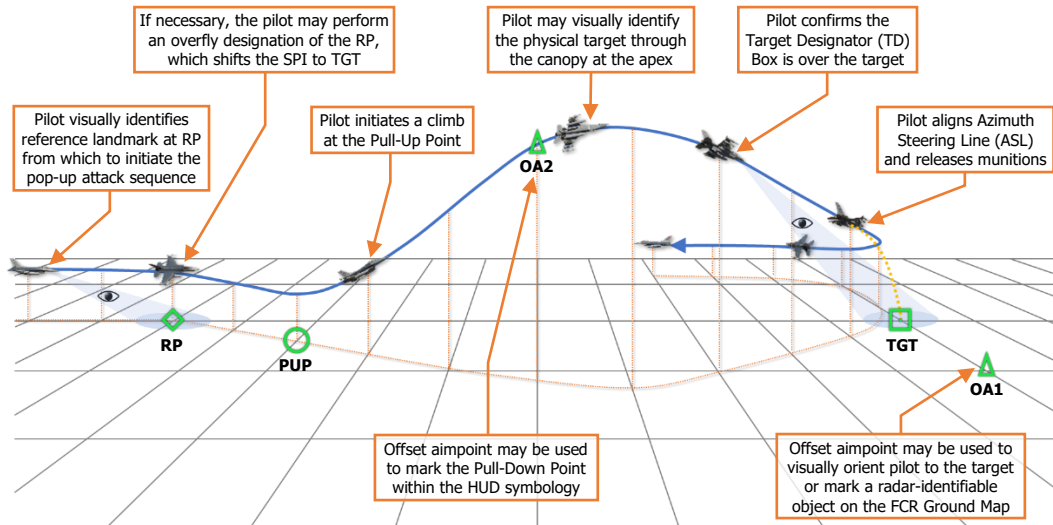 If necessary, the pilot may perform
an overfly designation of the RP,
which shifts the SPI to TGT
Pilot may visually identify
the physical target through
the canopy at the apex
Pilot confirms the
Target Designator (TD)
Box is over the target
Pilot visually identifies
reference landmark at RP
from which to initiate the
pop-up attack sequence
Pilot initiates a climb
at the Pull-Up Point
Pilot aligns Azimuth
Steering Line (ASL)
and releases munitions
OA2
RP
PUP
TGT
OA1
Offset aimpoint may be used
to mark the Pull-Down Point
within the HUD symbology
Offset aimpoint may be used to
visually orient pilot to the target
or mark a radar-identifiable
object on the FCR Ground Map